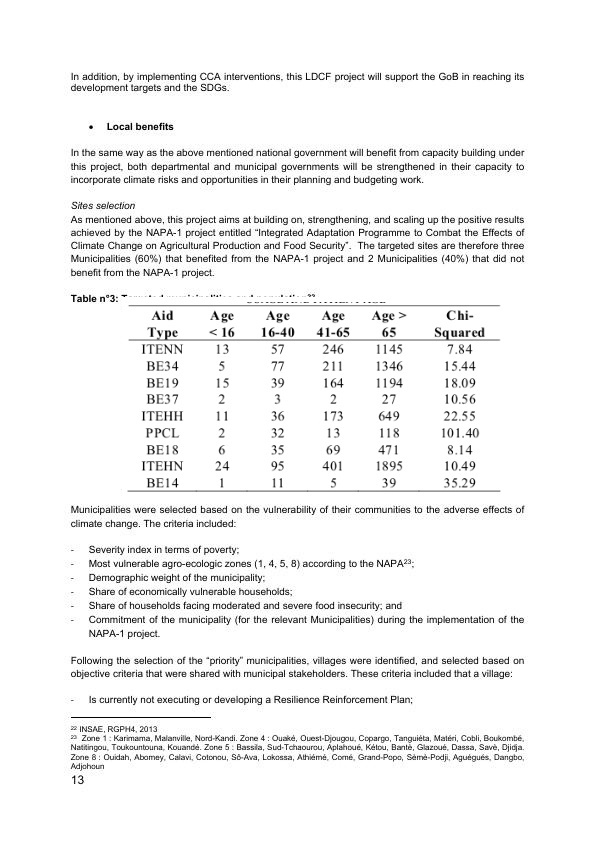 In addition, by implementing CCA interventions, this LDCF project will support the GoB in reaching its
development targets and the SDGs.
• Local benefits
In the same way as the above mentioned national government will benefit from capacity building under
this project, both departmental and municipal governments will be strengthened in their capacity to
incorporate climate risks and opportunities in their planning and budgeting work.
Sites selection
As mentioned above, this project aims at building on, strengthening, and scaling up the positive results
achieved by the NAPA-1 project entitled “Integrated Adaptation Programme to Combat the Effects of
Climate Change on Agricultural Production and Food Security”. The targeted sites are therefore three
Municipalities (60%) that benefited from the NAPA-1 project and 2 Municipalities (40%) that did not
benefit from the NAPA-1 project.
Table n°3:
Aid Age Age Age Age > Chi-
Type < 16 16-40 41-65 65 Squared
ITENN 13 57 246 1145 7.84
BE34 5 77 211 1346 15.44
BE19 15 39 164 1194 18.09
BE37 2 3 2 27 10.56
ITEHH 11 36 173 649 22.55
PPCL 2 32 13 118 101.40
BE18 6 35 69 471 8.14
ITEHN 24 95 401 1895 10.49
BE14 1 11 5 39 35.29
Municipalities were selected based on the vulnerability of their communities to the adverse effects of
climate change. The criteria included:
- Severity index in terms of poverty;
- Most vulnerable agro-ecologic zones (1, 4, 5, 8) according to the NAPA23;
- Demographic weight of the municipality;
- Share of economically vulnerable households;
- Share of households facing moderated and severe food insecurity; and
- Commitment of the municipality (for the relevant Municipalities) during the implementation of the
NAPA-1 project.
Following the selection of the “priority” municipalities, villages were identified, and selected based on
objective criteria that were shared with municipal stakeholders. These criteria included that a village:
- Is currently not executing or developing a Resilience Reinforcement Plan;
22 INSAE, RGPH4, 2013
23 Zone 1 : Karimama, Malanville, Nord-Kandi. Zone 4 : Ouaké, Ouest-Djougou, Copargo, Tanguiéta, Matéri, Cobli, Boukombé,
Natitingou, Toukountouna, Kouandé. Zone 5 : Bassila, Sud-Tchaourou, Aplahoué, Kétou, Bantè, Glazoué, Dassa, Savè, Djidja.
Zone 8 : Ouidah, Abomey, Calavi, Cotonou, Sô-Ava, Lokossa, Athiémé, Comé, Grand-Popo, Sèmè-Podji, Aguégués, Dangbo,
Adjohoun
13